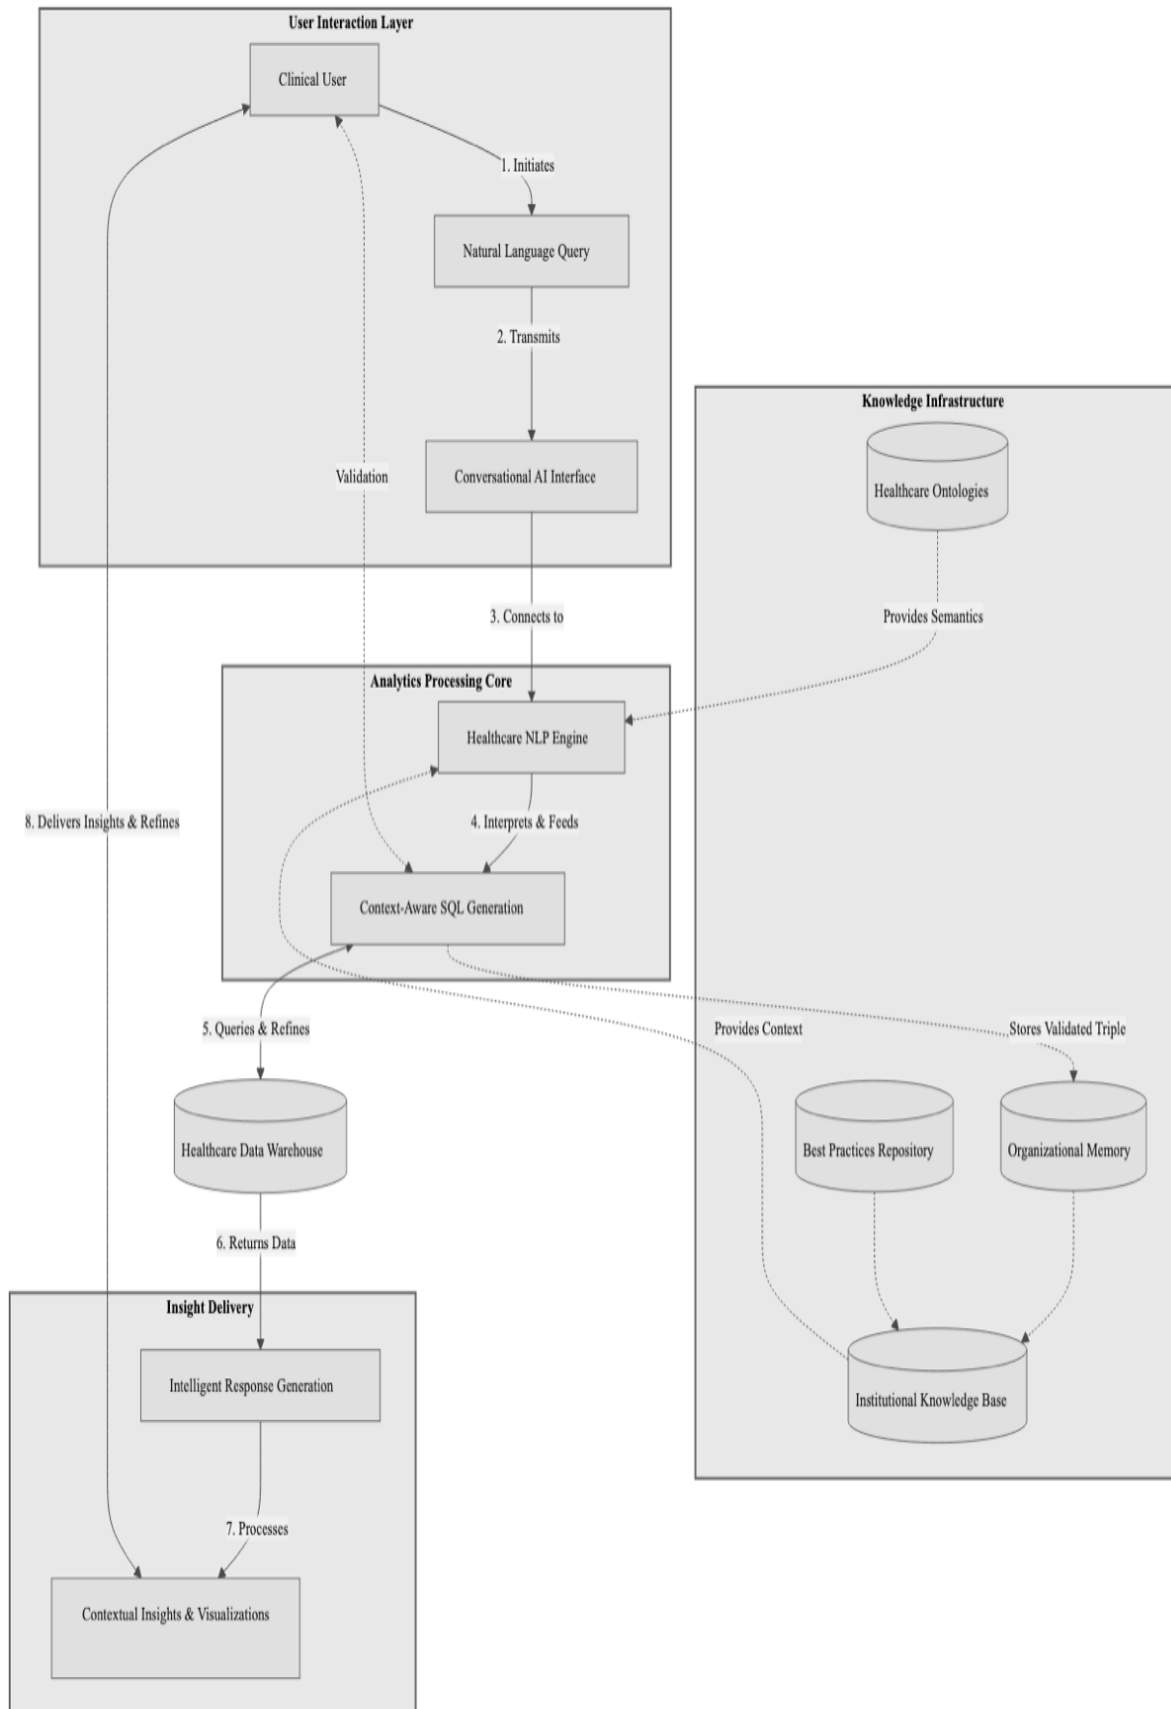 User Interaction Layer
Clinical User
1. Initiates
Natural Language Query
2. Transmits
Validation
Conversational AI Interface
3. Connects to
Knowledge Infrastructure
Healthcare Ontologies
Provides Semantics
Analytics Processing Core
Healthcare NLP Engine
8. Delivers Insights & Refines
4. Interprets & Feeds
Context-Aware SQL Generation
5. Queries & Refines
Provides Context
Stores Validated Triple
Healthcare Data Warehouse
Best Practices Repository
Organizational Memory
6. Returns Data
Insight Delivery
Intelligent Response Generation
Institutional Knowledge Base
7. Processes
Contextual Insights & Visualizations